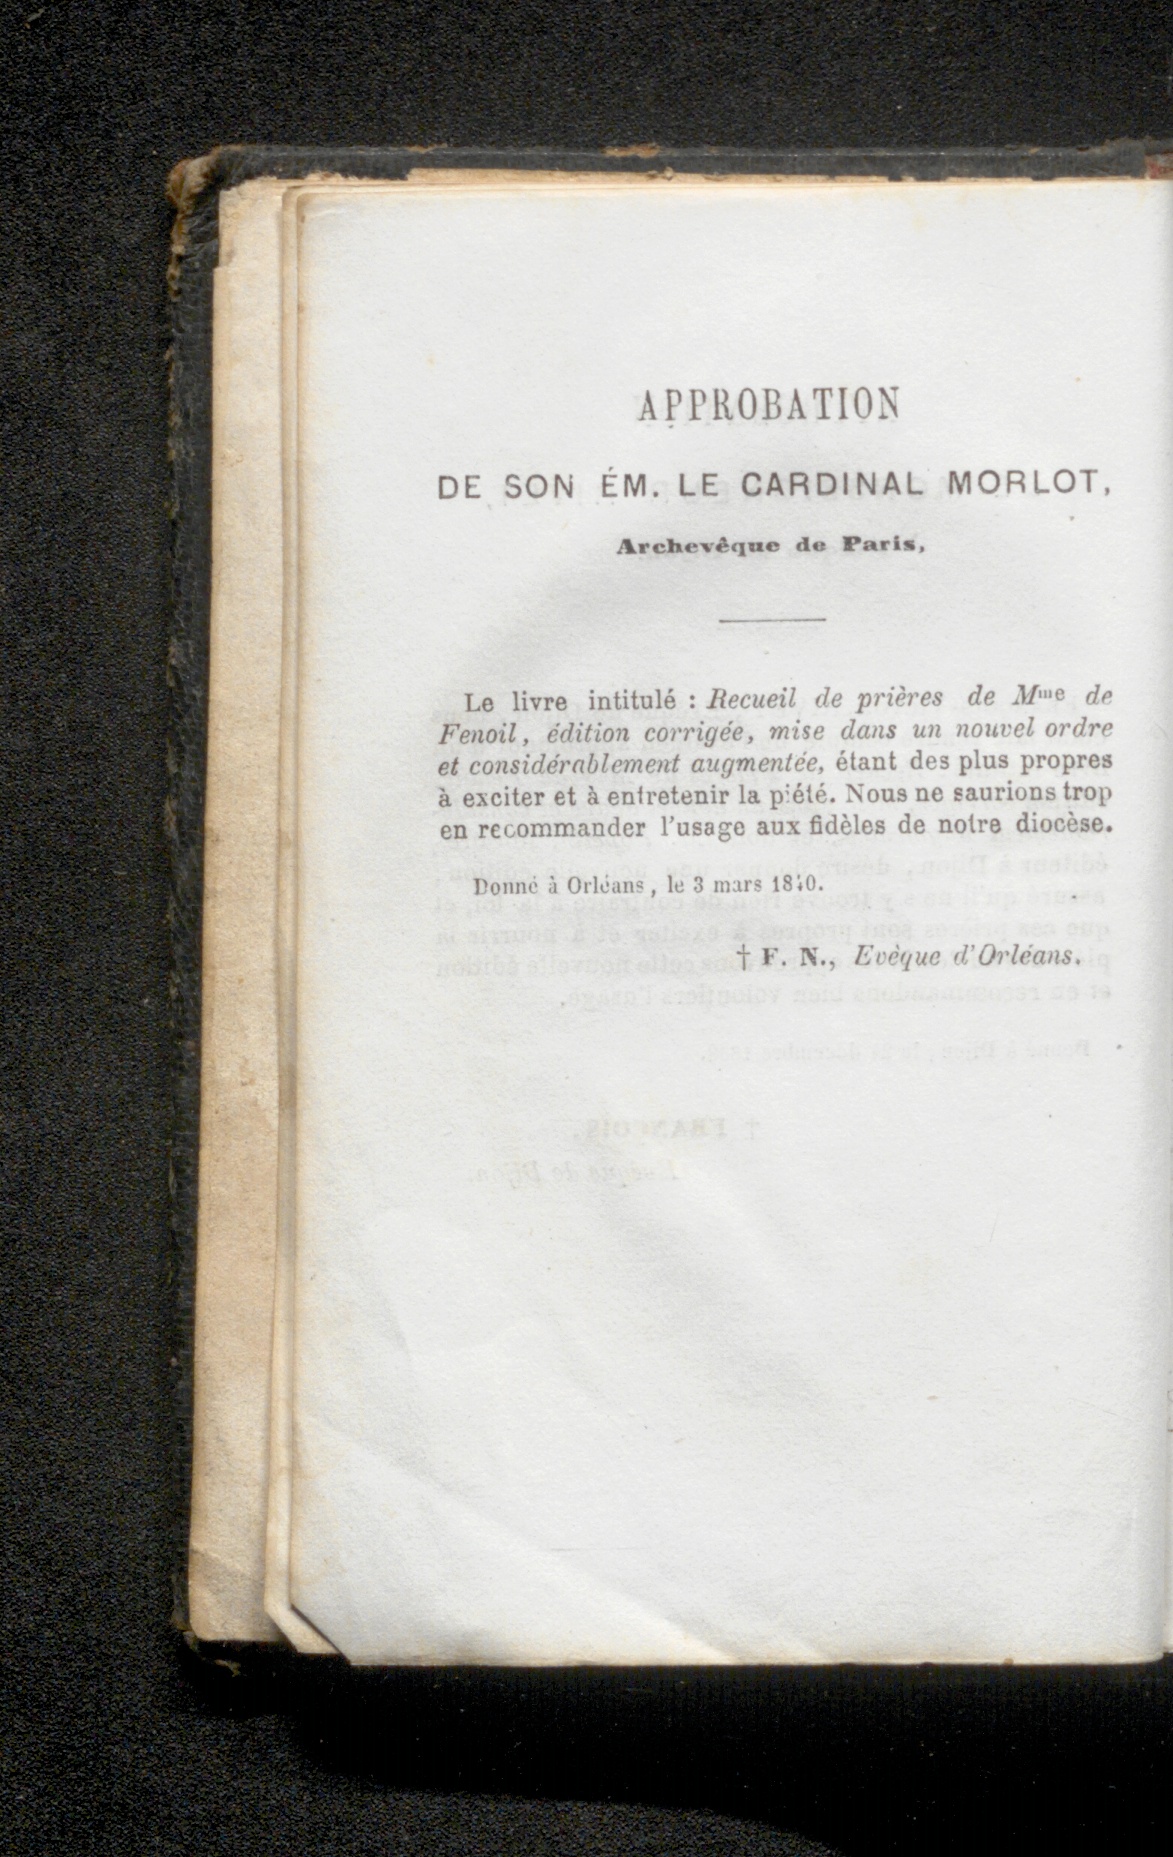 APPROBATION
DE SON ÉM. LE CARDINAL MORLOT,
Archevêque de Paris,
Le livre intitulé : Recueil de prières de Mme de
Fenoil, édition corrigée, mise dans un nouvel ordre
et considérablement augmentée, étant des plus propres
à exciter et à entretenir la piété. Nous ne saurions trop
en recommander l'usage aux fidèles de notre diocèse.
Donné à Orléans, le 3 mars 1840.
† F. N., Evèque d'Orléans.